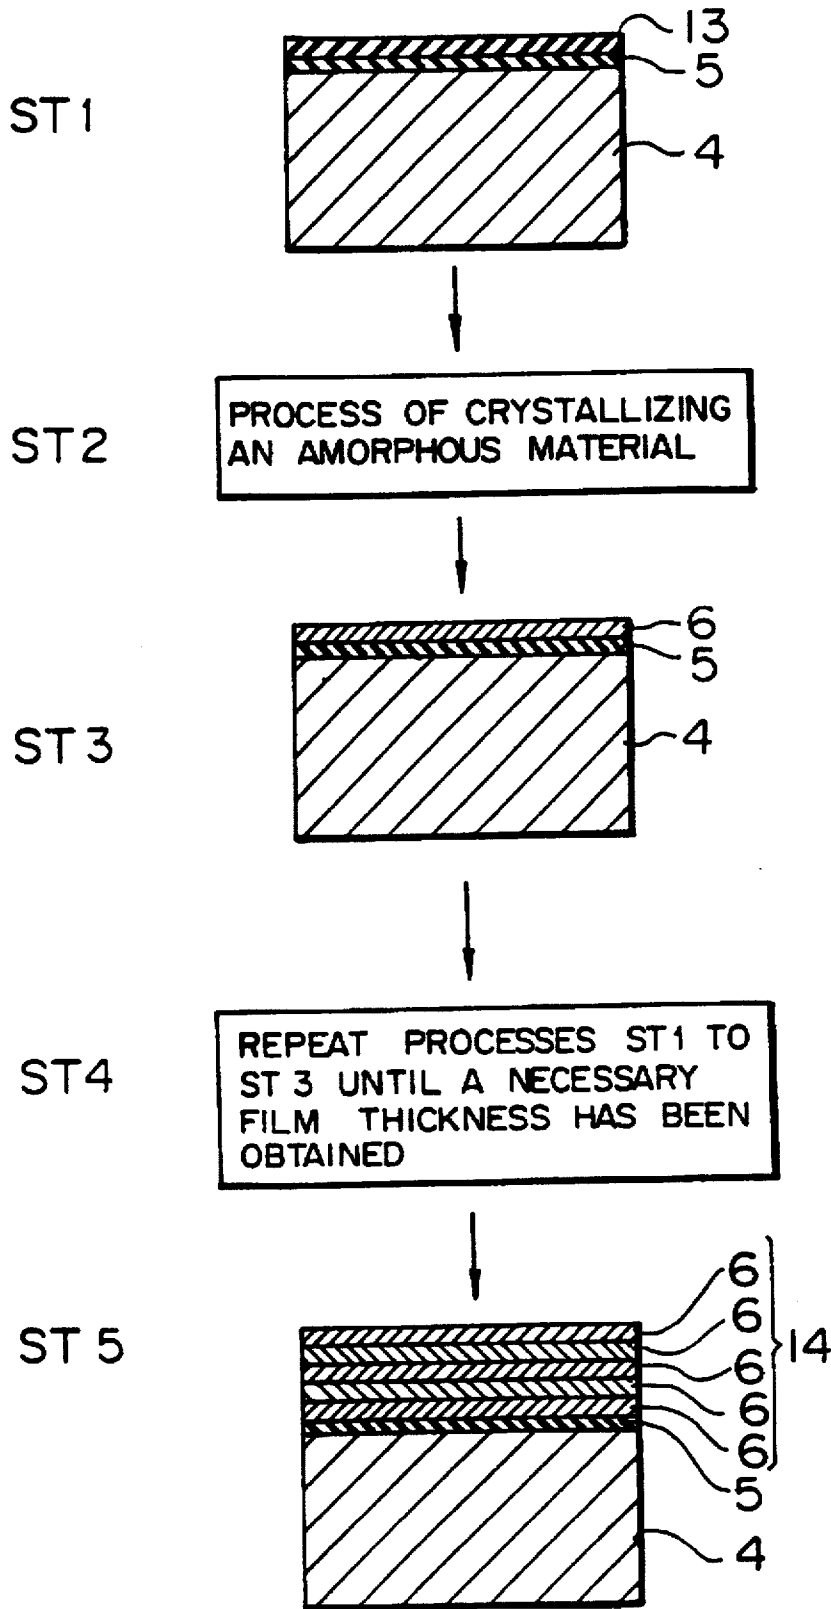 13
5
ST1
4
PROCESS OF CRYSTALLIZING
AN AMORPHOUS MATERIAL
ST2
6
5
ST3
4
REPEAT PROCESSES ST1 TO
ST3 UNTIL A NECESSARY
FILM THICKNESS HAS BEEN
OBTAINED
ST4
6
6
ST5
14
6
6
6
5
4